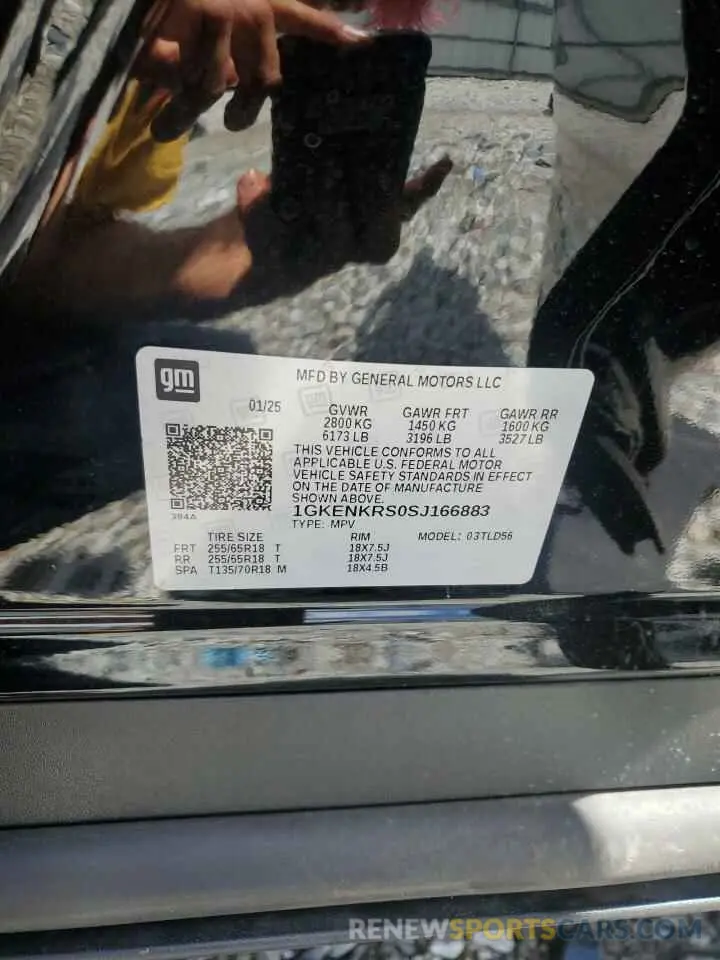 gm
MFD BY GENERAL MOTORS LLC
01/25
GVWR GAWR FRT GAWR RR
2800 KG 1450 KG 1600 KG
6173 LB 3196 LB 3527 LB
THIS VEHICLE CONFORMS TO ALL
APPLICABLE U.S. FEDERAL MOTOR
VEHICLE SAFETY STANDARDS IN EFFECT
ON THE DATE OF MANUFACTURE
SHOWN ABOVE.
394A
1GKENKRS0SJ166883
TYPE: MPV
TIRE SIZE RIM MODEL: 03TLD56
FRT 255/65R18 T 18X7.5J
RR 255/65R18 T 18X7.5J
SPA T135/70R18 M 18X4.5B
RENEWSPORTSCARS.COM